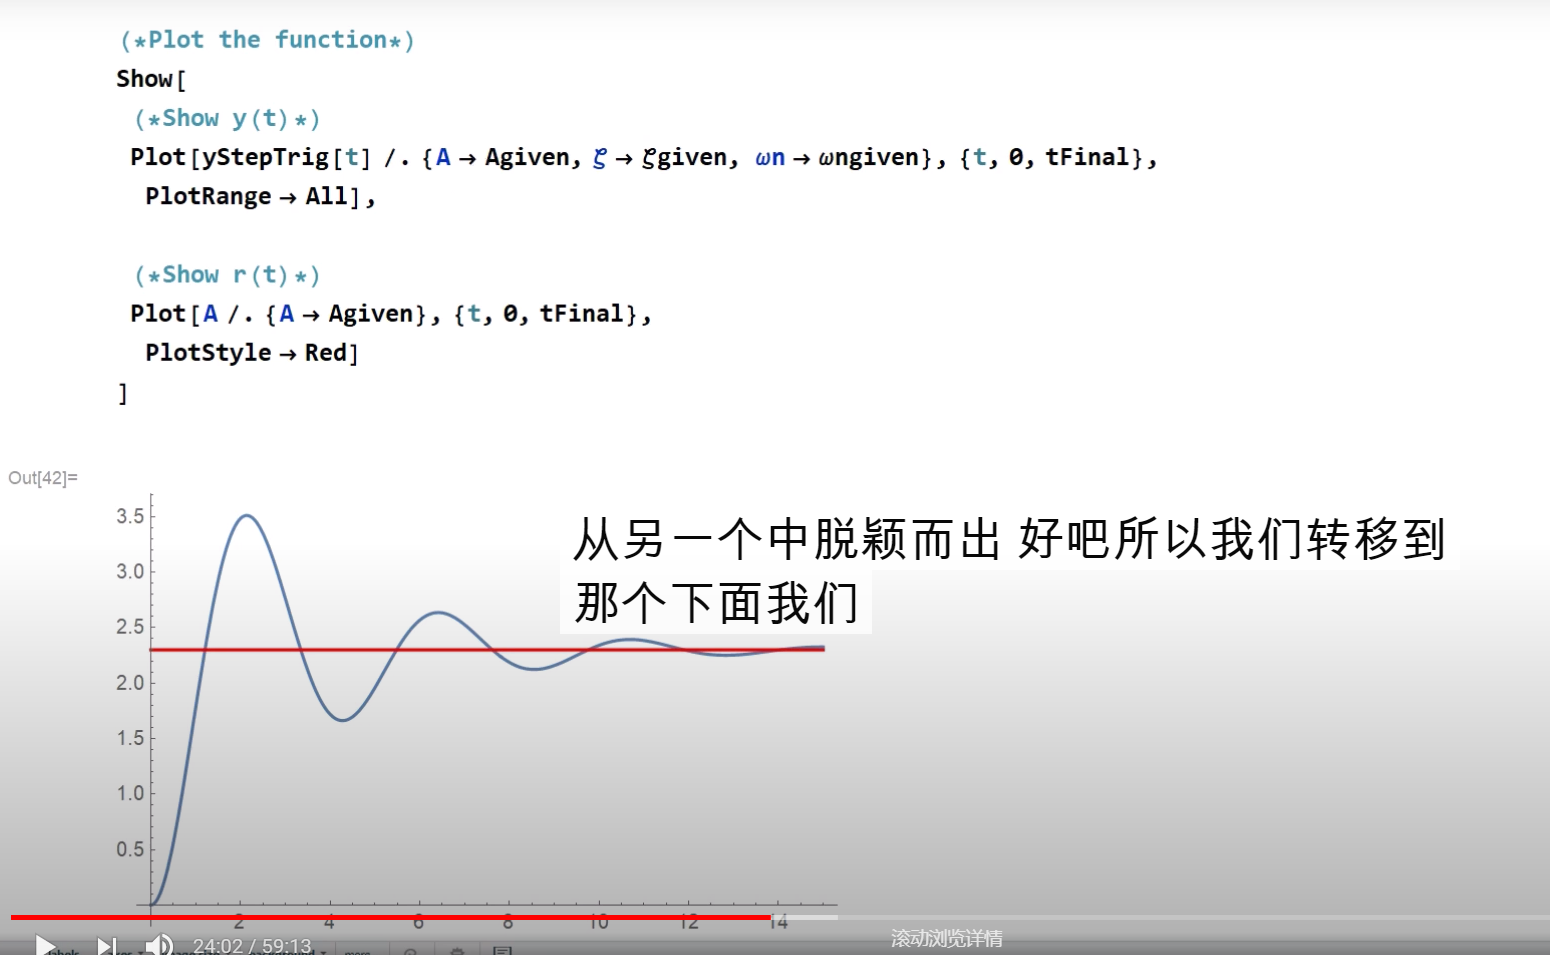 (*Plot the function*)
Show[
(*Show y(t)*)
Plot[yStepTrig[t] /. {A → Agiven, ζ → ζgiven, ωn → ωngiven}, {t, 0, tFinal},
PlotRange → All],
(*Show r(t)*)
Plot[A /. {A → Agiven}, {t, 0, tFinal},
PlotStyle → Red]
]
Out[42]=
3.5
3.0
2.5
2.0
1.5
1.0
0.5
从另一个中脱颖而出 好吧所以我们转移到
那个下面我们
2 4 6 8 10 12 14
24:02 / 59:13
滚动浏览详情